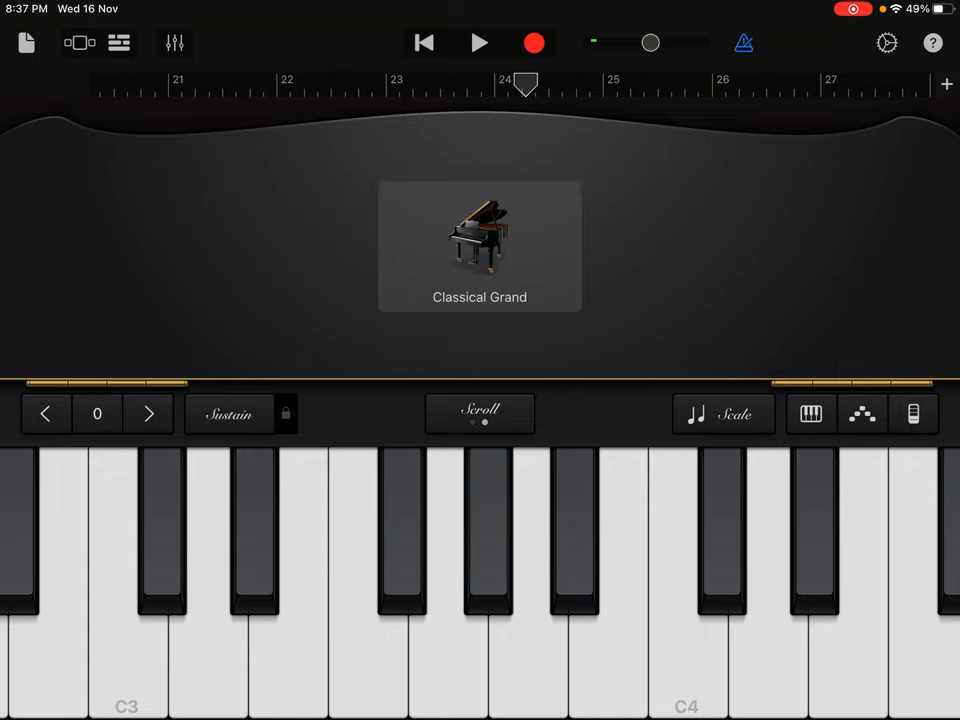 8:37 PM Wed 16 Nov 49%
?
21 22 23 24 25 26 27 +
Classical Grand
0 Sustain Scroll Scale
C3 C4